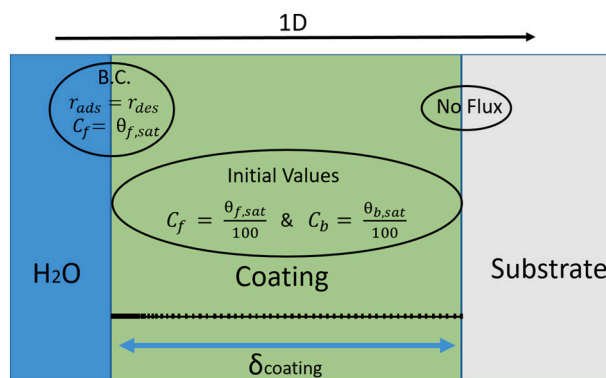 1D
B.C.
r_ads = r_des
C_f = θ_f,sat
No Flux
Initial Values
C_f = θ_f,sat/100 & C_b = θ_b,sat/100
H₂O
Coating
Substrate
δ_coating